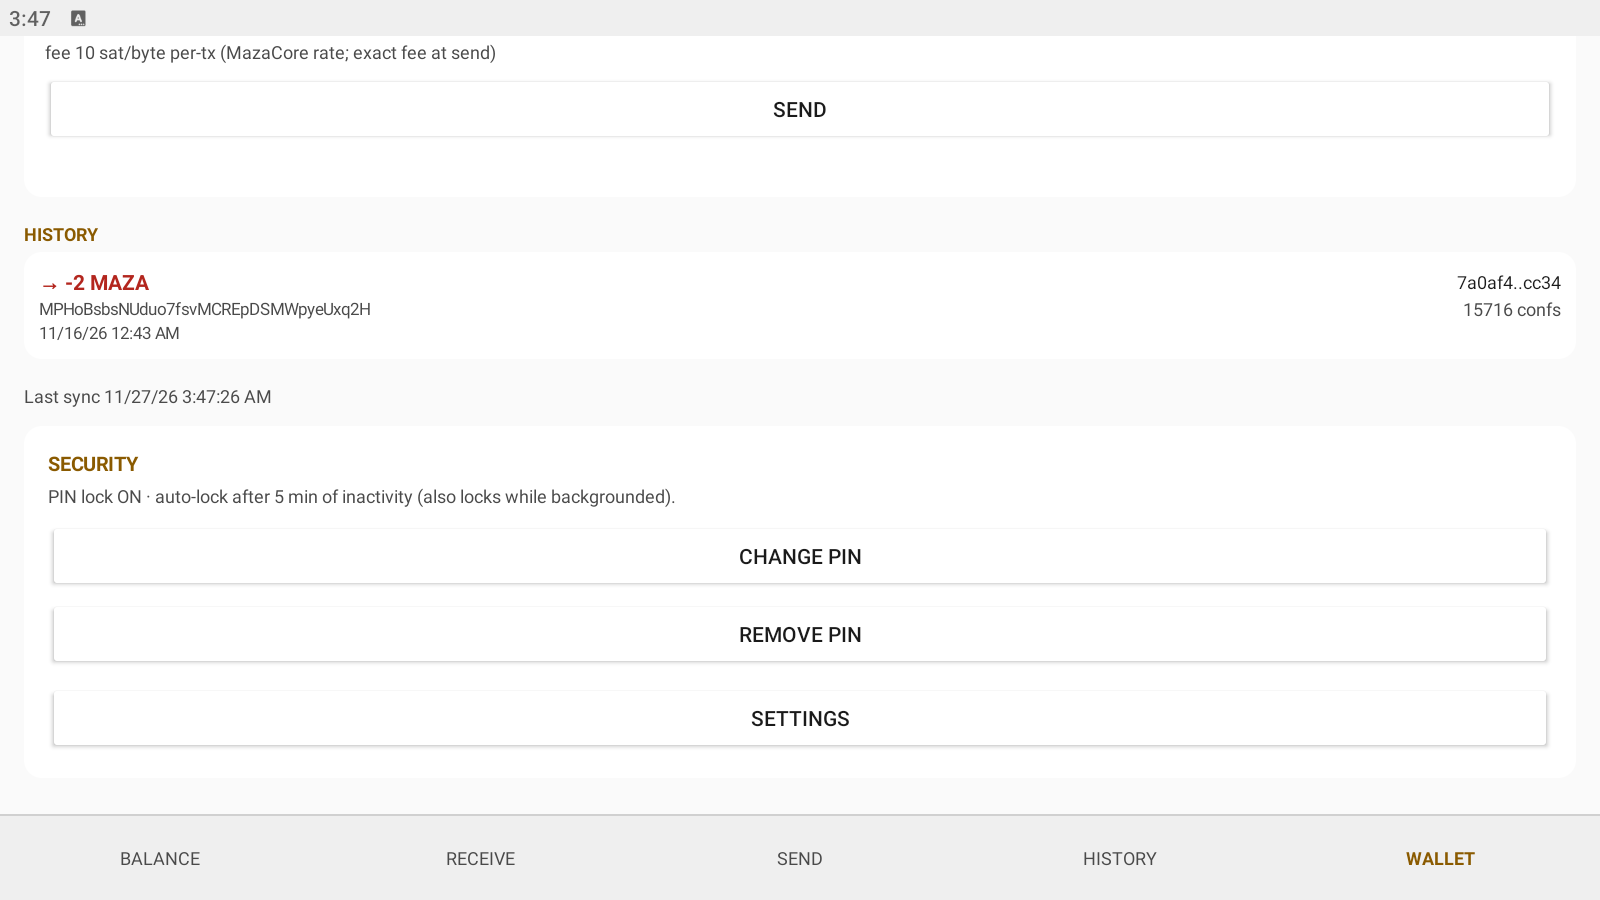 3:47
A
fee 10 sat/byte per-tx (MazaCore rate; exact fee at send)
SEND
HISTORY
→ -2 MAZA
7a0af4..cc34
MPHoBsbsNUduo7fsvMCREpDSMWpyeUxq2H
15716 confs
11/16/26 12:43 AM
Last sync 11/27/26 3:47:26 AM
SECURITY
PIN lock ON · auto-lock after 5 min of inactivity (also locks while backgrounded).
CHANGE PIN
REMOVE PIN
SETTINGS
BALANCE
RECEIVE
SEND
HISTORY
WALLET